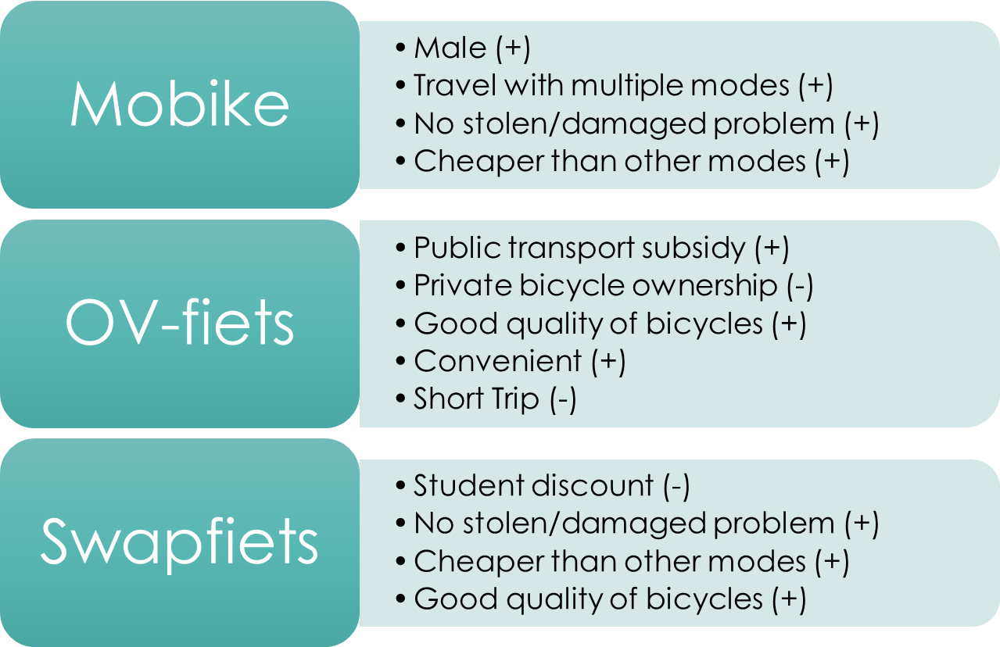 Mobike
• Male (+)
• Travel with multiple modes (+)
• No stolen/damaged problem (+)
• Cheaper than other modes (+)
OV-fiets
• Public transport subsidy (+)
• Private bicycle ownership (-)
• Good quality of bicycles (+)
• Convenient (+)
• Short Trip (-)
Swapfiets
• Student discount (-)
• No stolen/damaged problem (+)
• Cheaper than other modes (+)
• Good quality of bicycles (+)